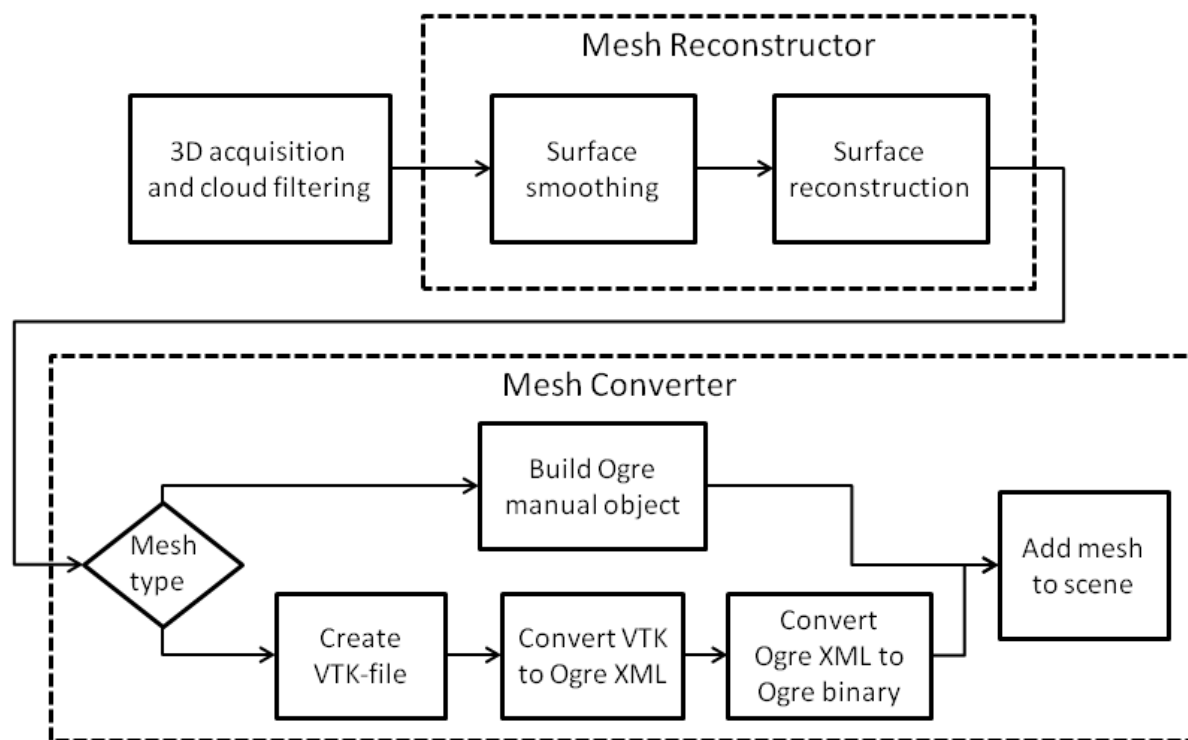 Mesh Reconstructor
3D acquisition
and cloud filtering
Surface
smoothing
Surface
reconstruction
Mesh Converter
Build Ogre
manual object
Mesh
type
Add mesh
to scene
Create
VTK-file
Convert VTK
to Ogre XML
Convert
Ogre XML to
Ogre binary